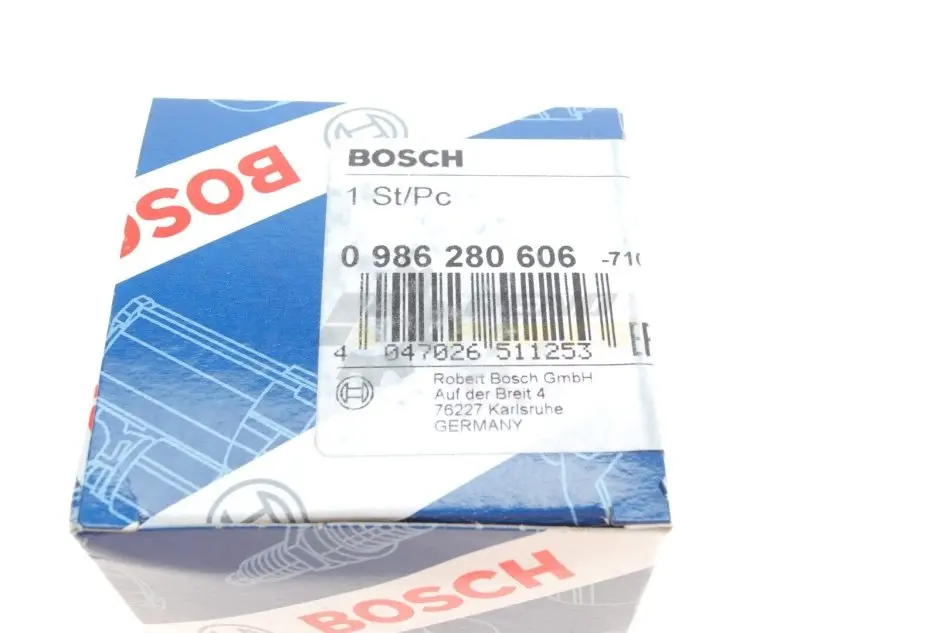 BOSCH
BOSCH
1 St/Pc
0 986 280 606 -710
4 047026 511253
Robert Bosch GmbH
Auf der Breit 4
76227 Karlsruhe
GERMANY
BOSCH